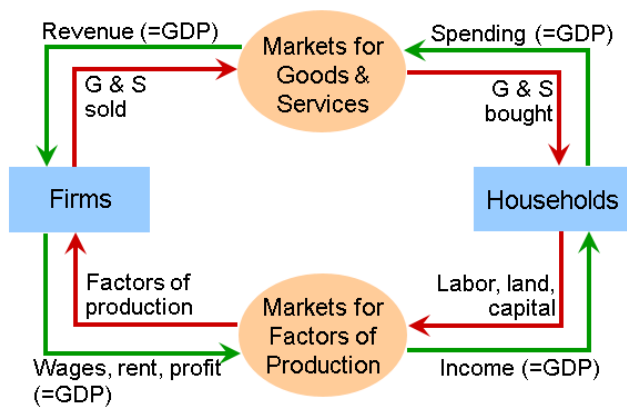 Revenue (=GDP)
Markets for
Goods &
Services
Spending (=GDP)
G & S
sold
G & S
bought
Firms
Households
Factors of
production
Markets for
Factors of
Production
Labor, land,
capital
Wages, rent, profit
(=GDP)
Income (=GDP)